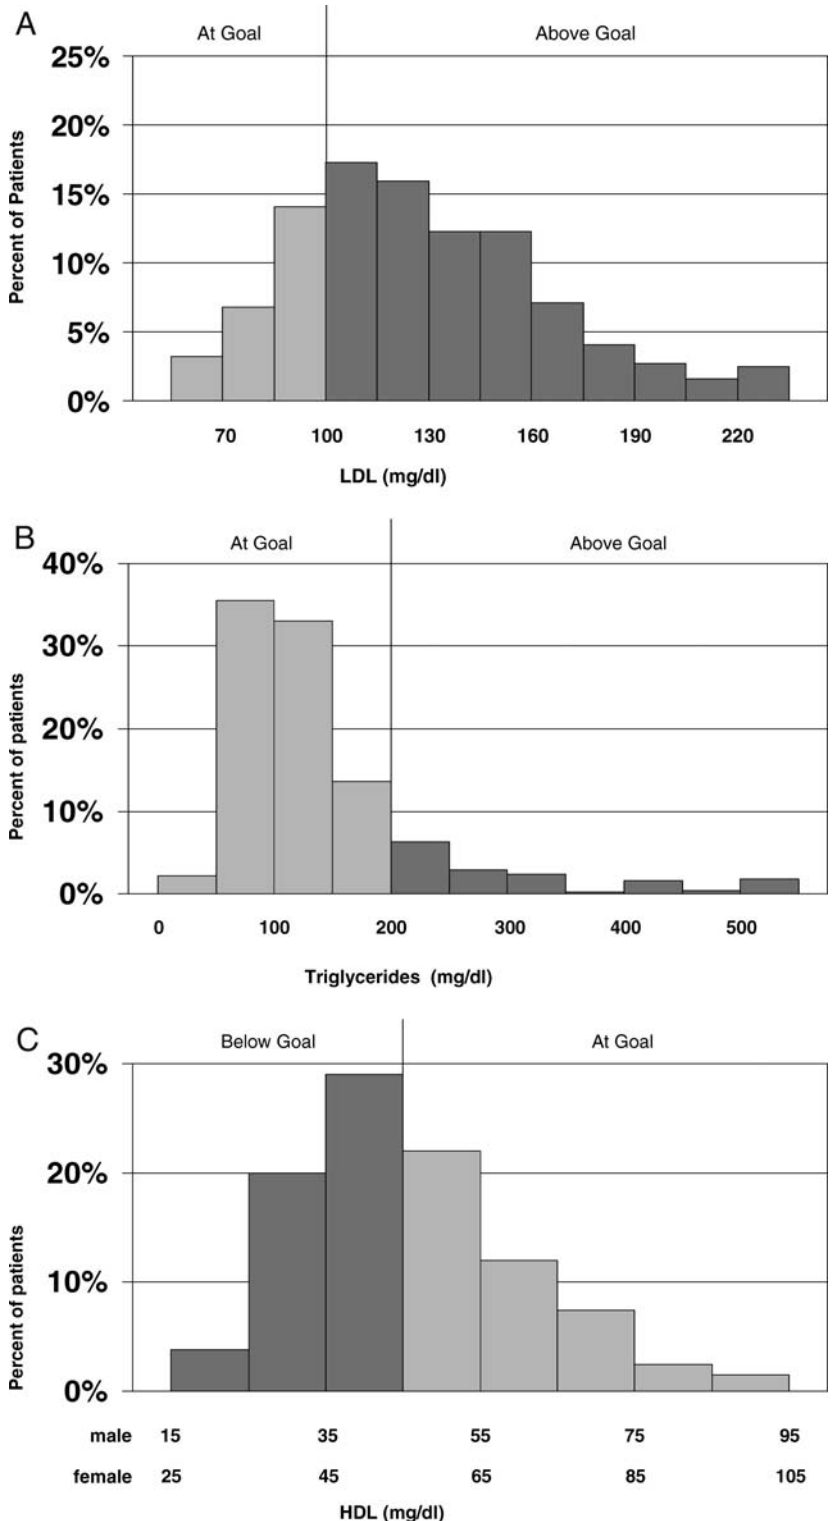 A
At Goal Above Goal
25%
20%
15%
10%
5%
0%
Percent of Patients
70 100 130 160 190 220
LDL (mg/dl)
B
At Goal Above Goal
40%
30%
20%
10%
0%
Percent of patients
0 100 200 300 400 500
Triglycerides (mg/dl)
C
Below Goal At Goal
30%
20%
10%
0%
Percent of patients
male 15 35 55 75 95
female 25 45 65 85 105
HDL (mg/dl)